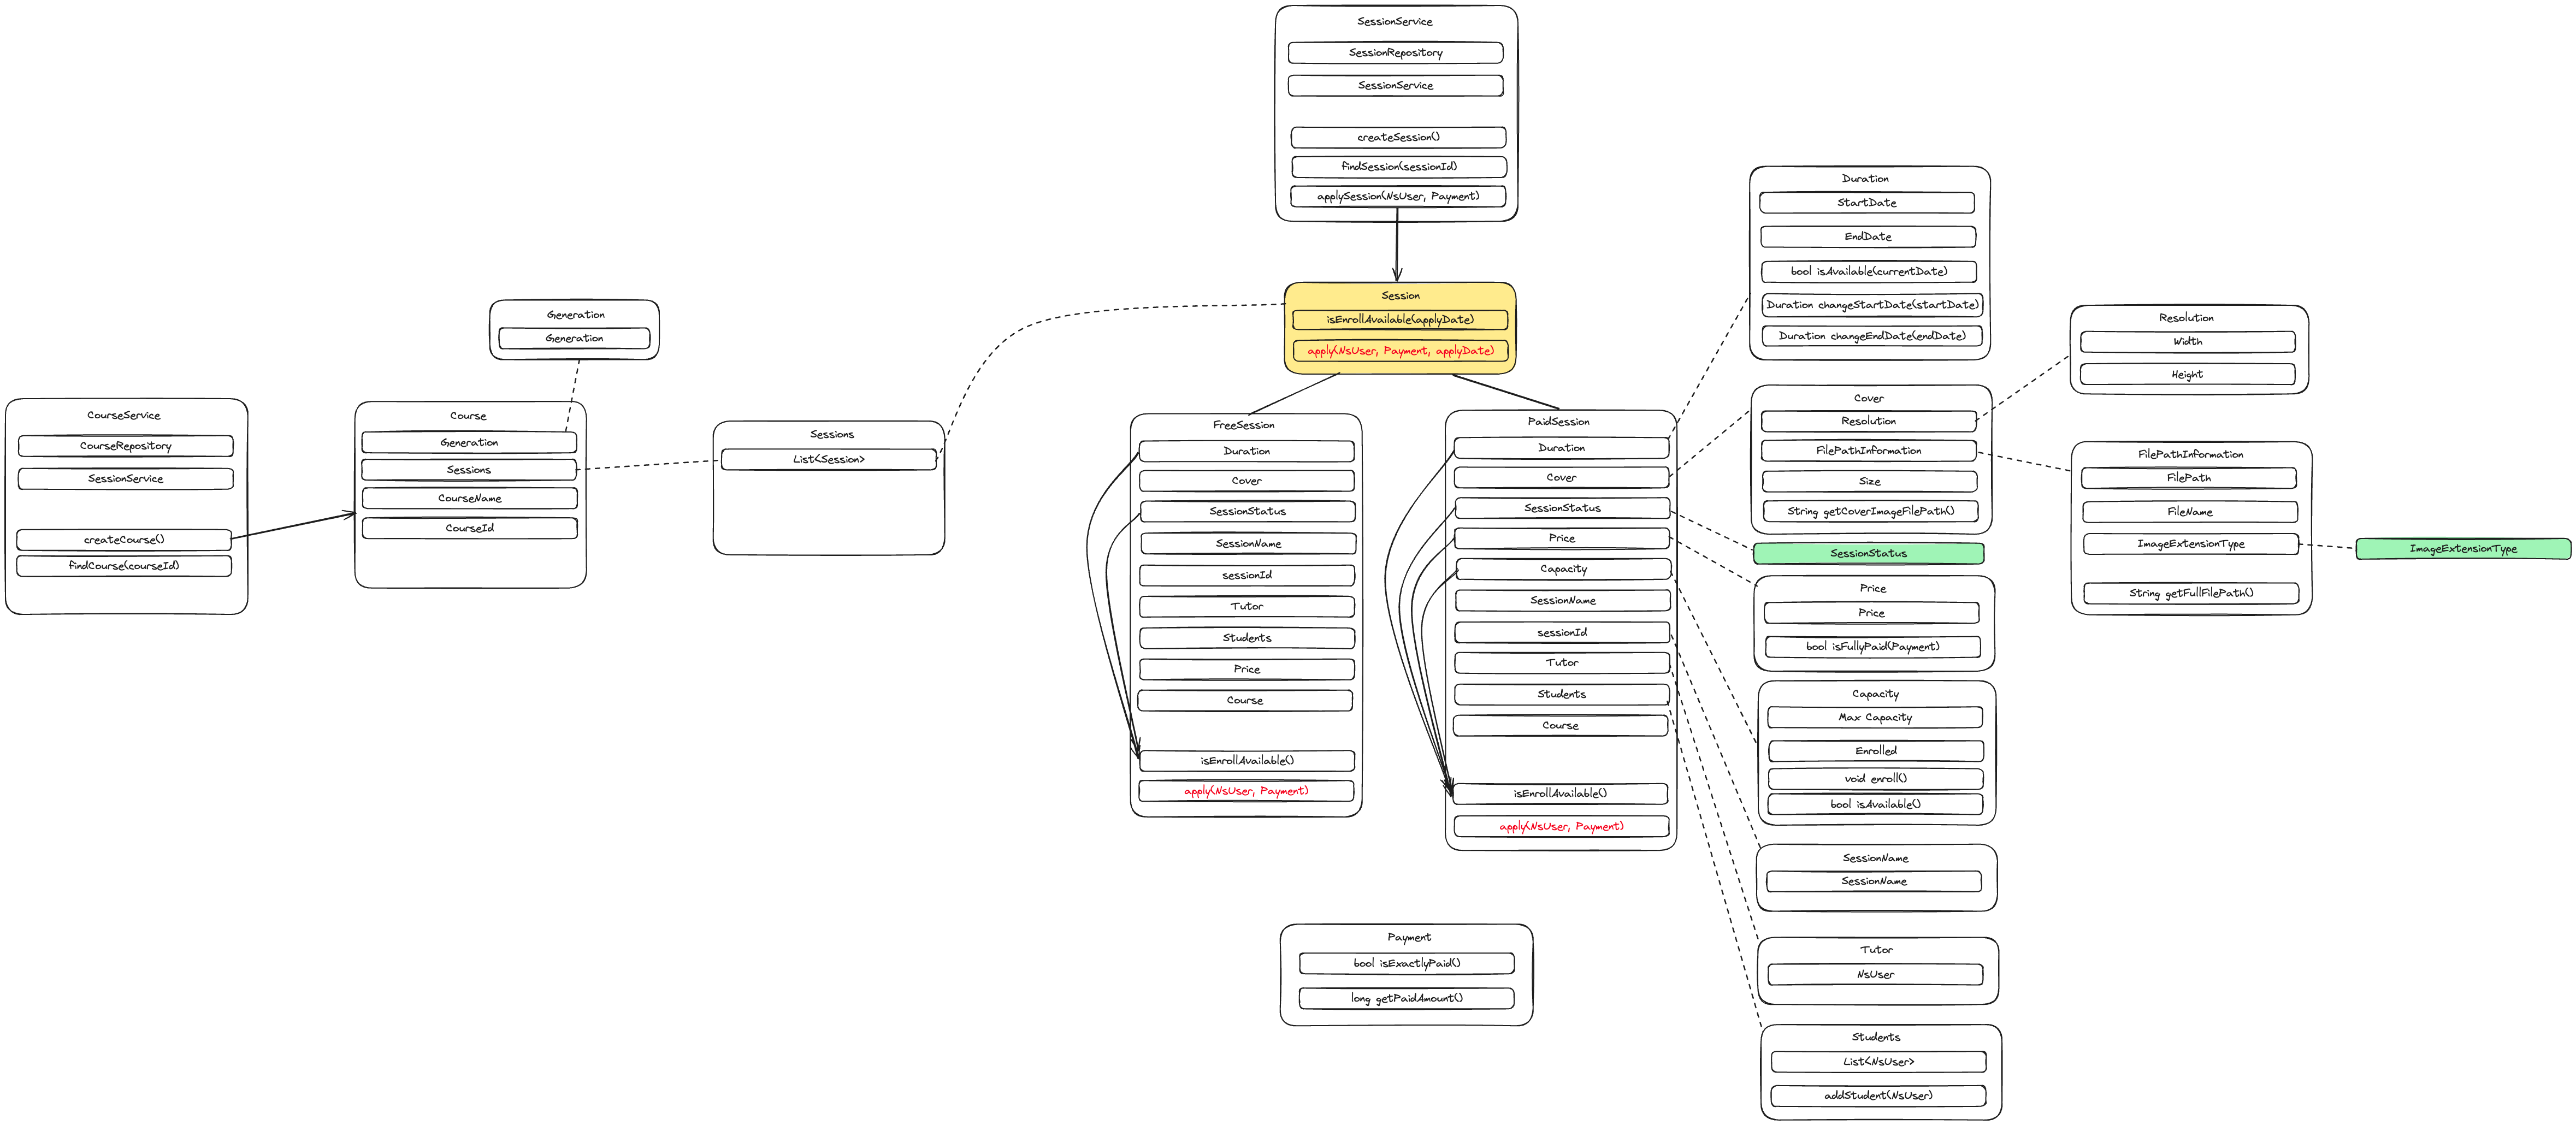 SessionService
SessionRepository
SessionService
createSession()
findSession(sessionId)
applySession(NsUser, Payment)
Session
isEnrollAvailable(applyDate)
apply(NsUser, Payment, applyDate)
Generation
Generation
CourseService
CourseRepository
SessionService
createCourse()
findCourse(courseId)
Course
Generation
Sessions
CourseName
CourseId
Sessions
List<Session>
FreeSession
Duration
Cover
SessionStatus
SessionName
sessionId
Tutor
Students
Price
Course
isEnrollAvailable()
apply(NsUser, Payment)
PaidSession
Duration
Cover
SessionStatus
Price
Capacity
SessionName
sessionId
Tutor
Students
Course
isEnrollAvailable()
apply(NsUser, Payment)
Payment
bool isExactlyPaid()
long getPaidAmount()
Duration
StartDate
EndDate
bool isAvailable(currentDate)
Duration changeStartDate(startDate)
Duration changeEndDate(endDate)
Cover
Resolution
FilePathInformation
Size
String getCoverImageFilePath()
SessionStatus
Price
Price
bool isFullyPaid(Payment)
Capacity
Max Capacity
Enrolled
void enroll()
bool isAvailable()
SessionName
SessionName
Tutor
NsUser
Students
List<NsUser>
addStudent(NsUser)
Resolution
Width
Height
FilePathInformation
FilePath
FileName
ImageExtensionType
String getFullFilePath()
ImageExtensionType